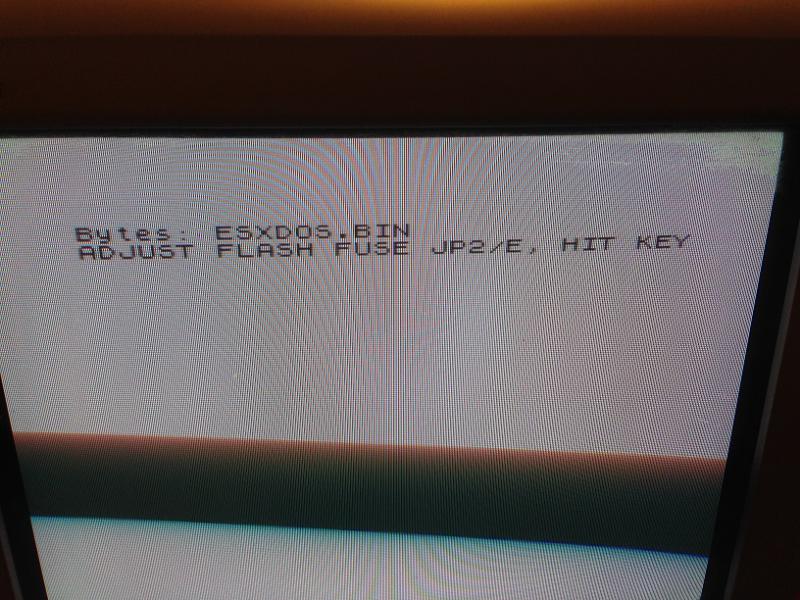 Bytes: ESXDOS.BIN
ADJUST FLASH FUSE JP2/E, HIT KEY